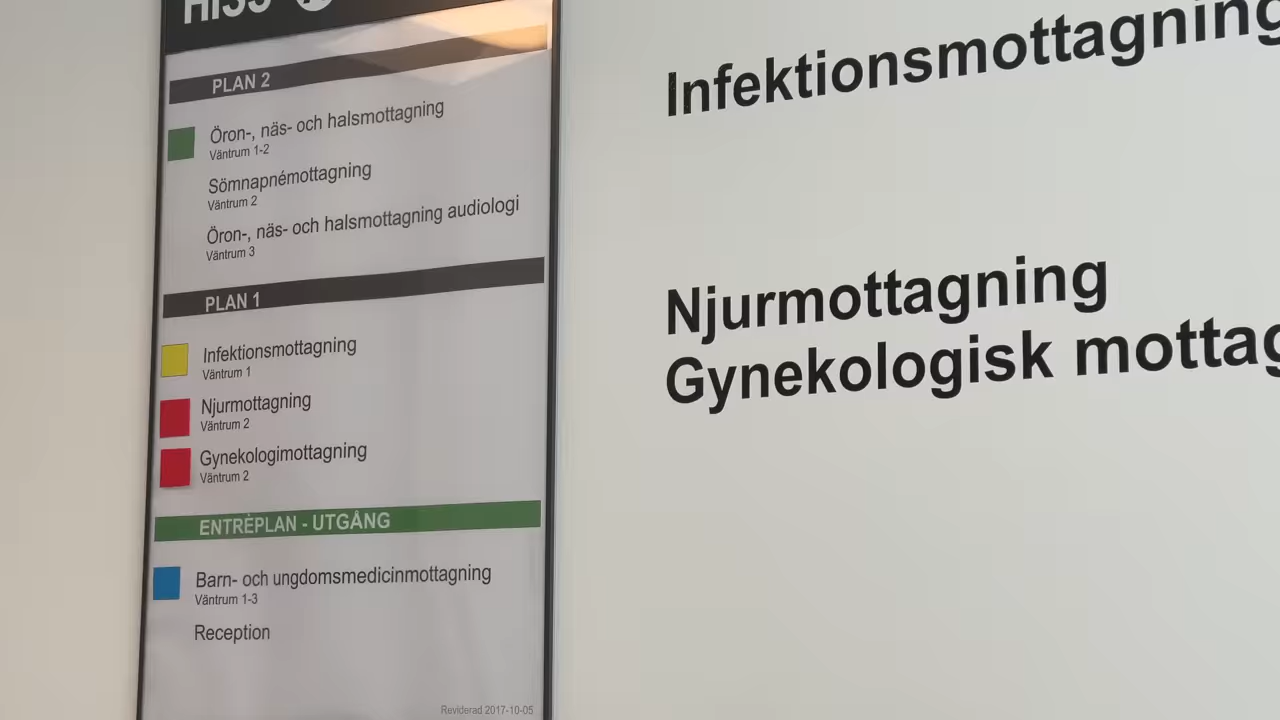 HISS
PLAN 2
Öron-, näs- och halsmottagning
Väntrum 1-2
Sömnapnémottagning
Väntrum 2
Öron-, näs- och halsmottagning audiologi
Väntrum 3
PLAN 1
Infektionsmottagning
Väntrum 1
Njurmottagning
Väntrum 2
Gynekologimottagning
Väntrum 2
ENTRÉPLAN - UTGÅNG
Barn- och ungdomsmedicinmottagning
Väntrum 1-3
Reception
Reviderad 2017-10-05
Infektionsmottagning
Njurmottagning
Gynekologisk mottag